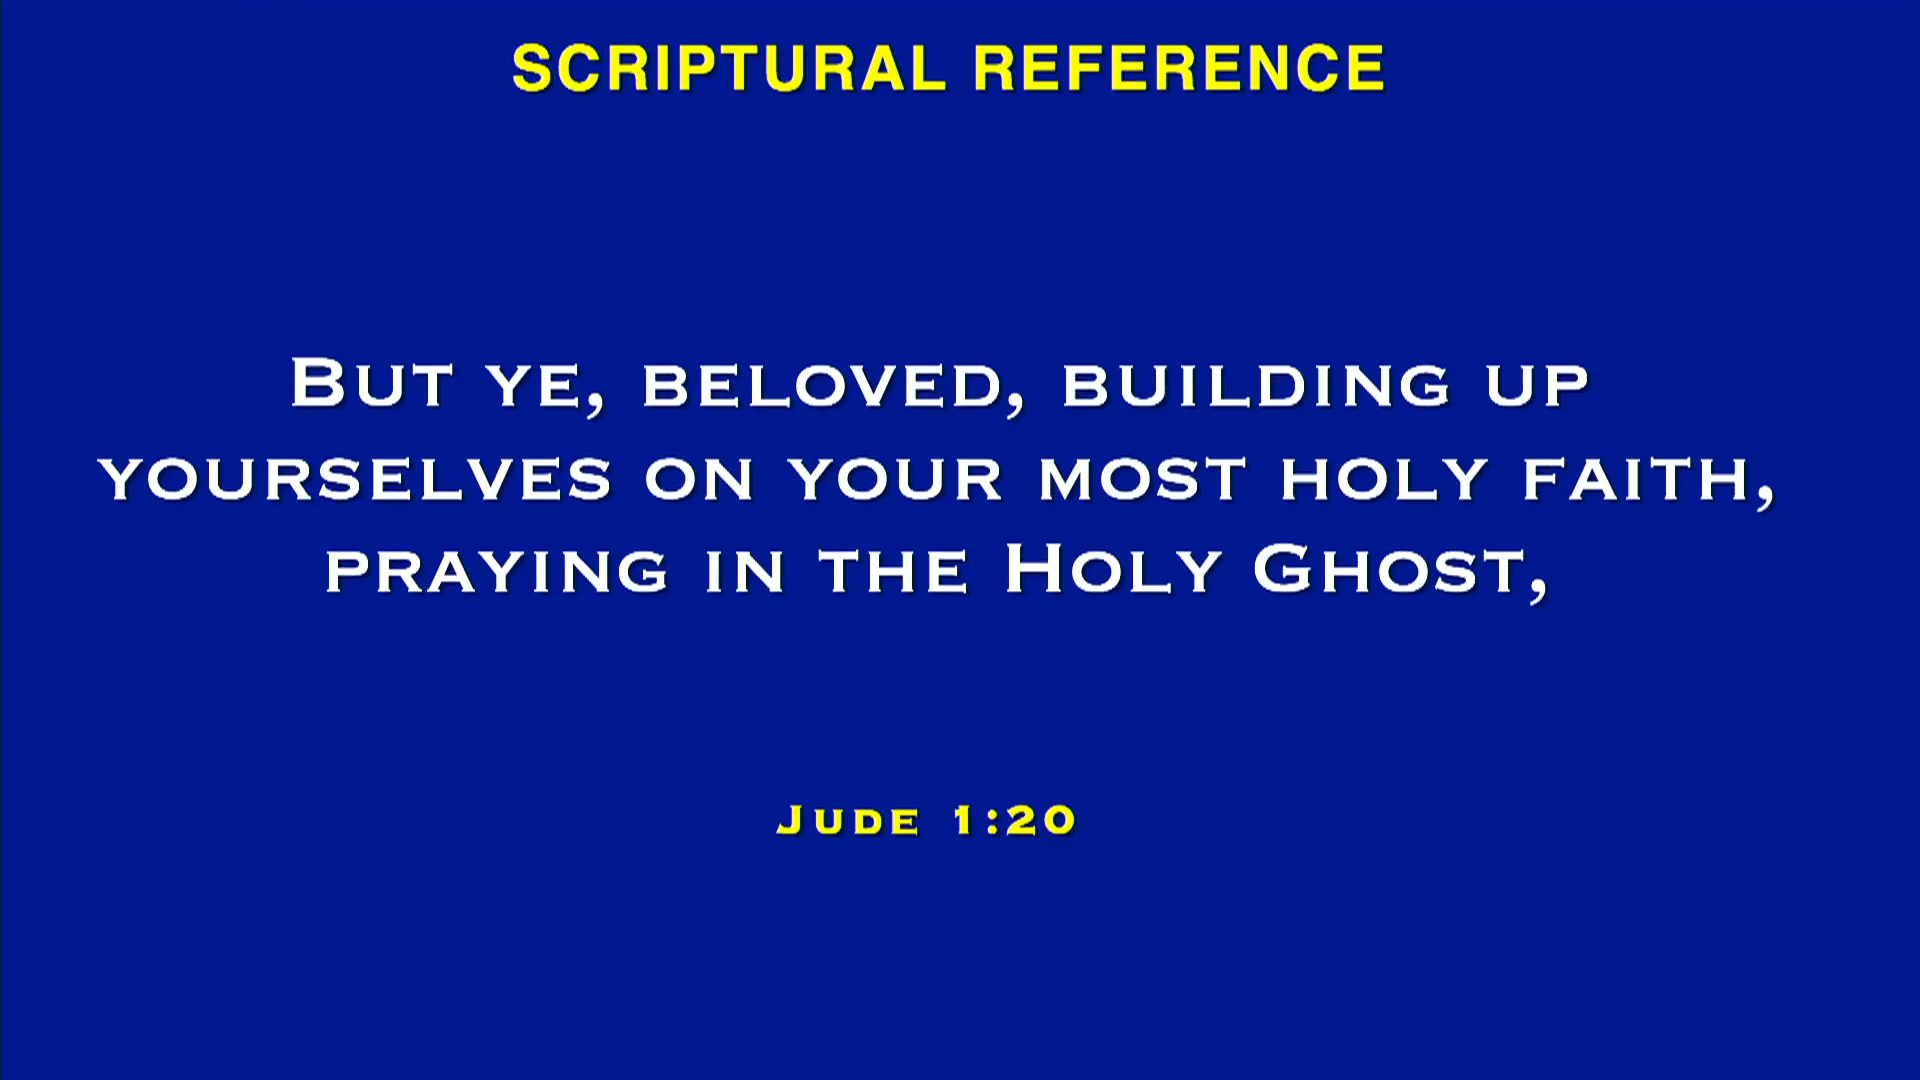 SCRIPTURAL REFERENCE
But ye, beloved, building up
yourselves on your most holy faith,
praying in the Holy Ghost,
Jude 1:20